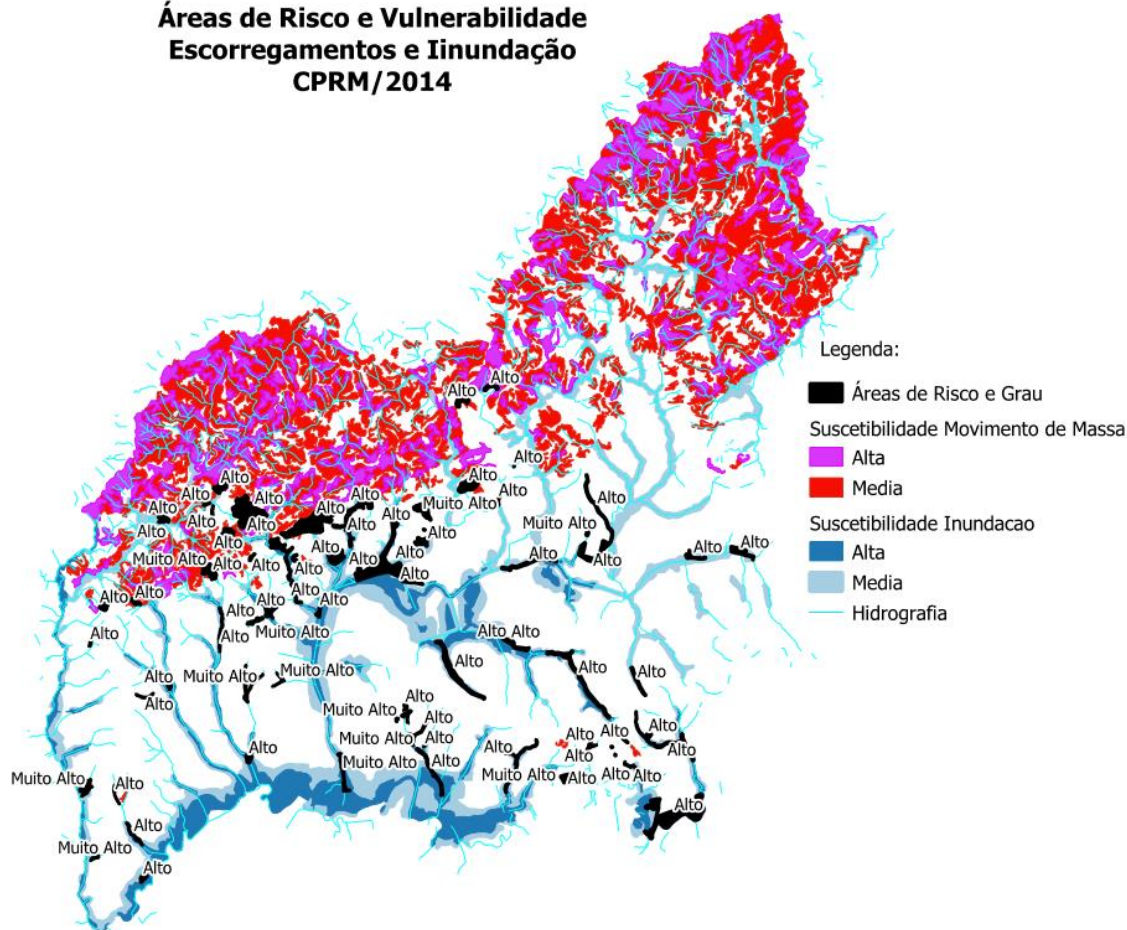 Áreas de Risco e Vulnerabilidade
Escorregamentos e Iinundação
CPRM/2014
Alto
Alto
Alto
Alto
Alto
Alto
Alto
Alto
Alto
Muito Alto
Alto
Alto
Alto
Alto
Alto
Alto
Muito Alto
Alto
Alto
Alto
Alto
Alto
Alto
Alto
Muito Alto
Alto
Alto
Alto
Alto
Alto
Alto
Alto
Alto
Alto
Alto
Alto
Alto
Alto
Alto
Muito Alto
Alto Alto
Alto
Alto
Alto
Alto
Muito Alto
Muito Alto
Alto
Alto
Muito Alto
Alto
Muito Alto
Alto
Alto
Alto
Alto
Alto
Alto
Alto
Alto
Muito Alto
Alto
Alto
Muito Alto
Alto
Muito Alto
Alto
Alto
Alto
Alto
Alto
Muito Alto
Alto
Legenda:
Áreas de Risco e Grau
Suscetibilidade Movimento de Massa
Alta
Media
Suscetibilidade Inundacao
Alta
Media
Hidrografia